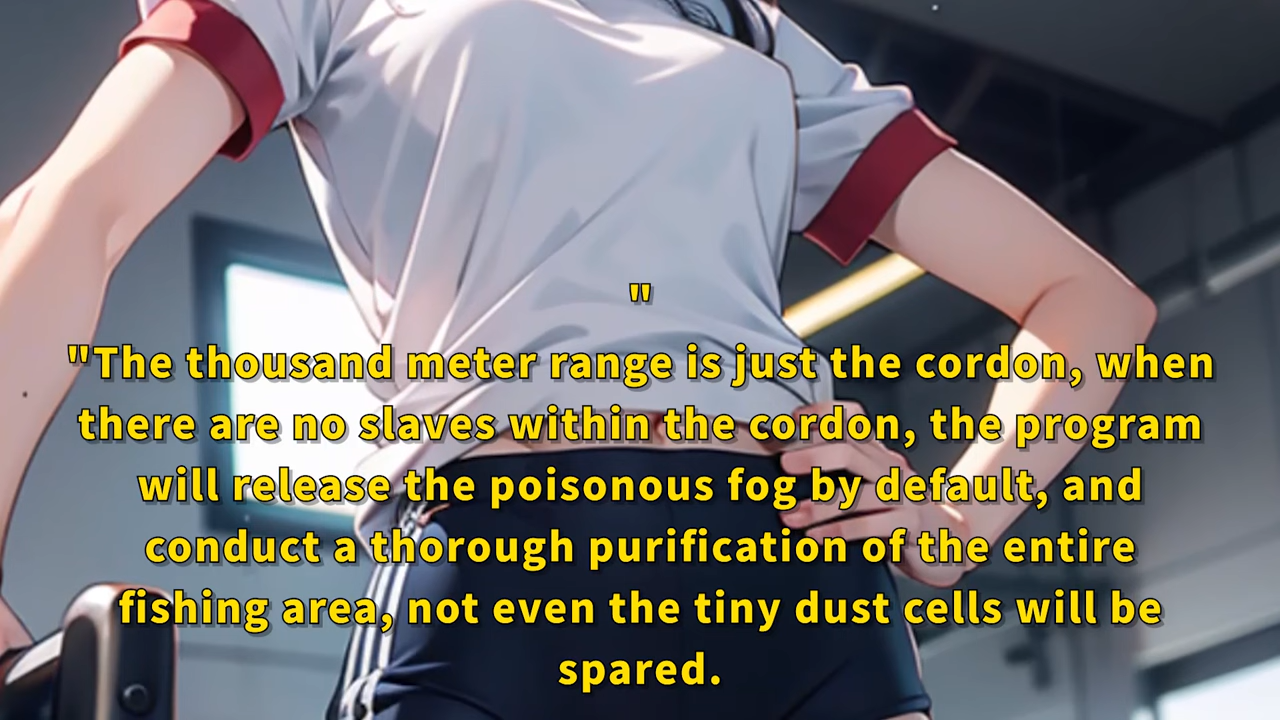 "
"The thousand meter range is just the cordon, when
there are no slaves within the cordon, the program
will release the poisonous fog by default, and
conduct a thorough purification of the entire
fishing area, not even the tiny dust cells will be
spared.